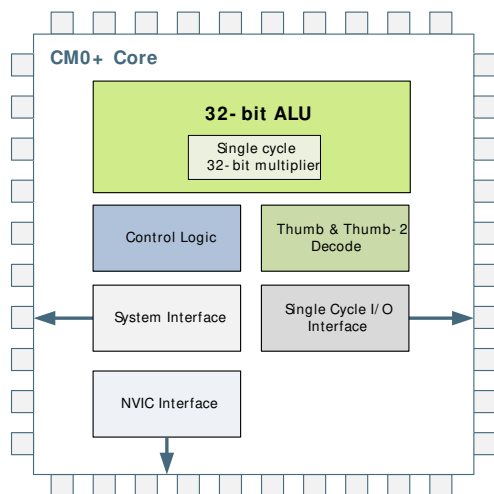 CM0+ Core
32-bit ALU
Single cycle
32-bit multiplier
Control Logic
Thumb & Thumb-2
Decode
System Interface
Single Cycle I/O
Interface
NVIC Interface